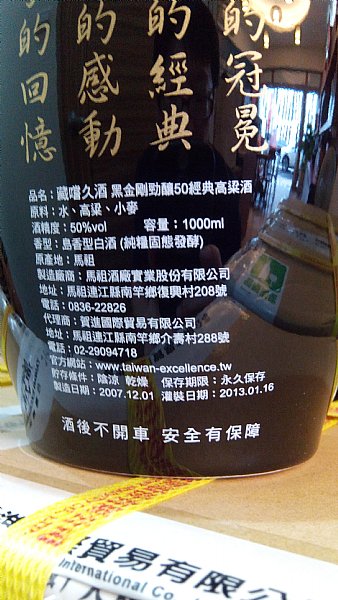 的回憶
的感動
的經典
的冠冕
品名：藏嚐久酒 黑金剛勁釀50經典高粱酒
原料：水、高粱、小麥
酒精度：50%vol 容量：1000ml
香型：島香型白酒 (純糧固態發酵)
原產地：馬祖
製造廠商：馬祖酒廠實業股份有限公司
地址：馬祖連江縣南竿鄉復興村208號
電話：0836-22826
代理商：賀進國際貿易有限公司
地址：馬祖連江縣南竿鄉介壽村288號
電話：02-29094718
官方網站：www.taiwan-excellence.tw
貯存條件：陰涼 乾燥 保存期限：永久保存
製造日期：2007.12.01 灌裝日期：2013.01.16
酒後不開車 安全有保障
貿易有限公
International Co